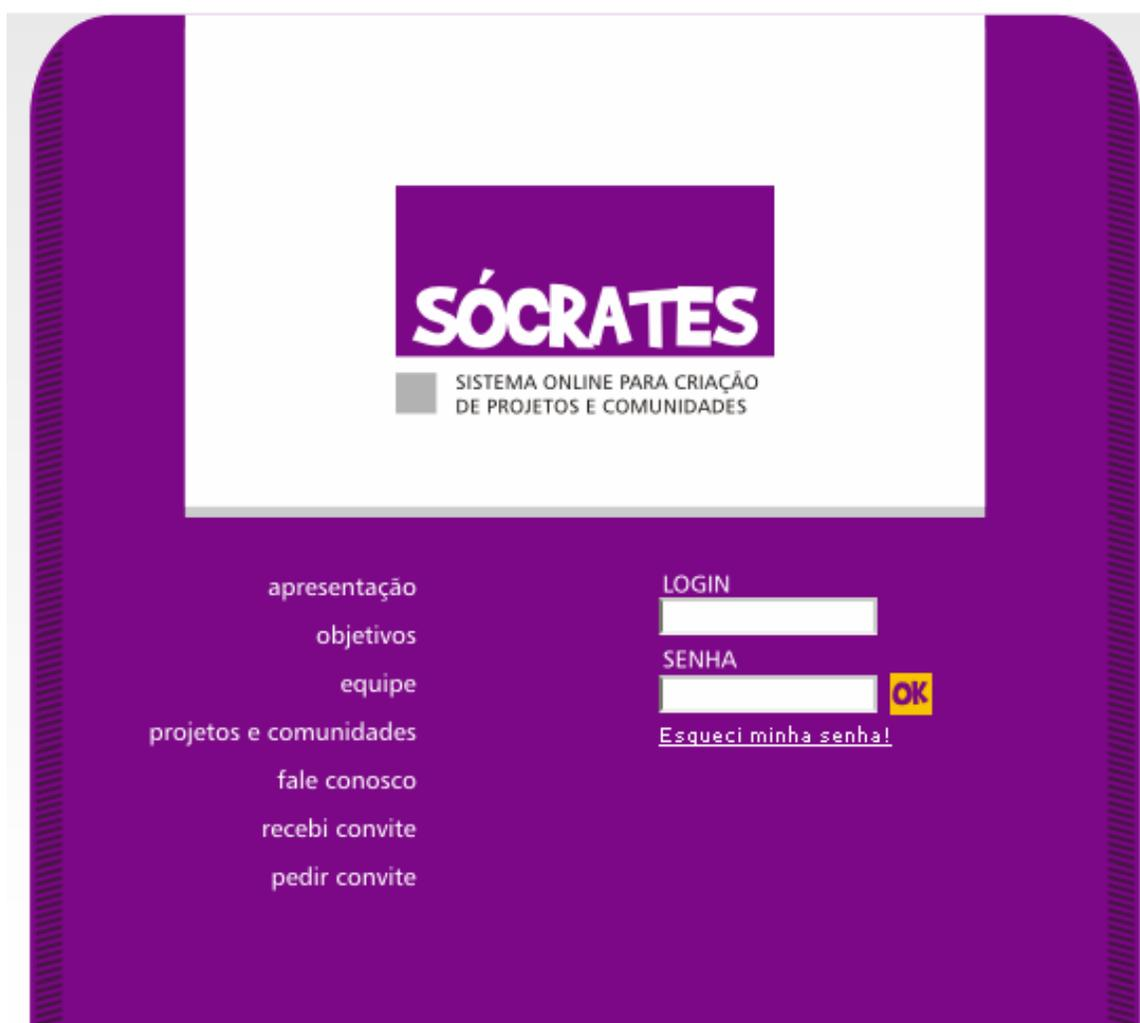 SÓCRATES
SISTEMA ONLINE PARA CRIAÇÃO
DE PROJETOS E COMUNIDADES
apresentação
objetivos
equipe
projetos e comunidades
fale conosco
recebi convite
pedir convite
LOGIN
SENHA
OK
Esqueci minha senha!